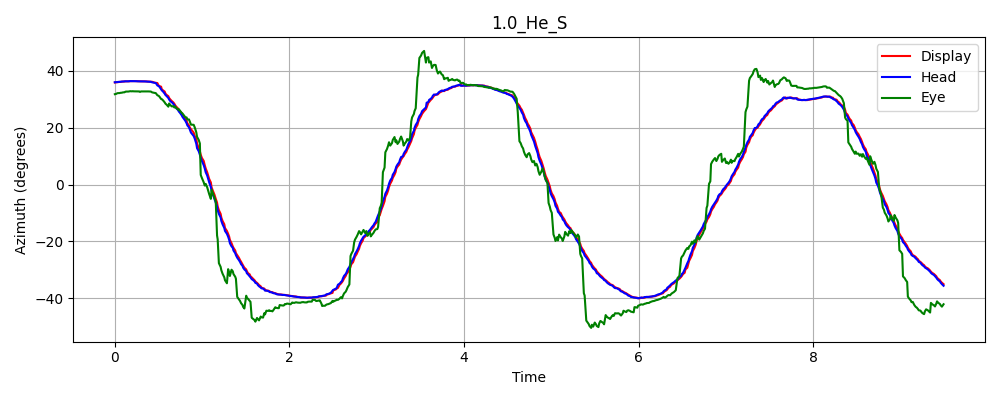 1.0_He_S
Display
Head
Eye
40
20
0
−20
−40
Azimuth (degrees)
0 2 4 6 8
Time